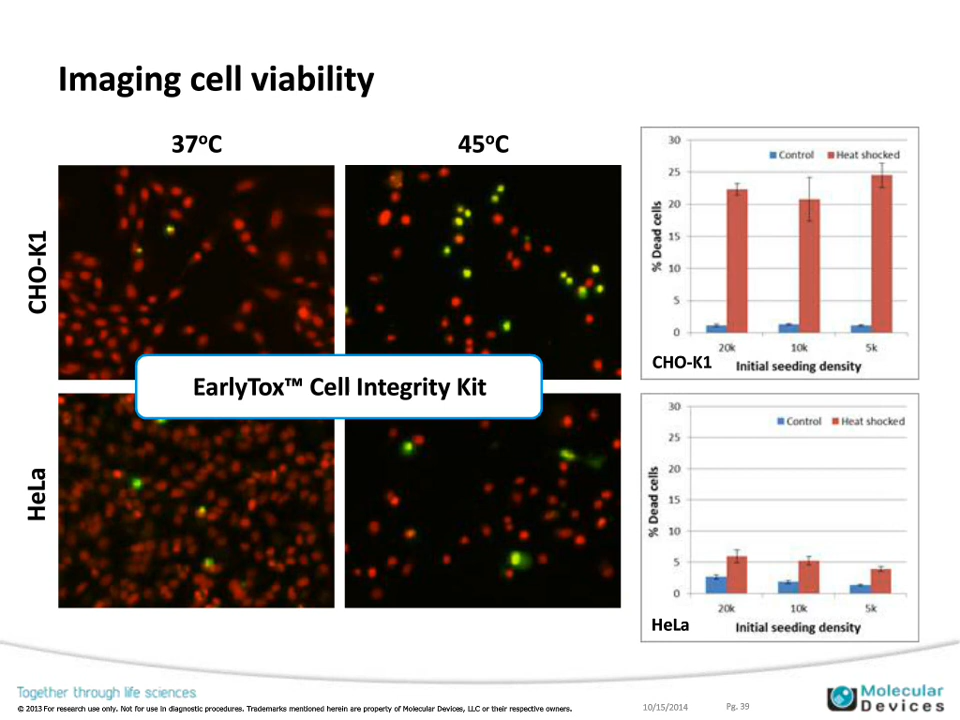 Imaging cell viability
37oC
45oC
CHO-K1
HeLa
EarlyTox™ Cell Integrity Kit
30
25
20
15
10
5
0
% Dead cells
Control
Heat shocked
20k
10k
5k
CHO-K1
Initial seeding density
30
25
20
15
10
5
0
% Dead cells
Control
Heat shocked
20k
10k
5k
HeLa
Initial seeding density
Together through life sciences
© 2013 For research use only. Not for use in diagnostic procedures. Trademarks mentioned herein are property of Molecular Devices, LLC or their respective owners.
10/15/2014
Pg. 39
Molecular
Devices